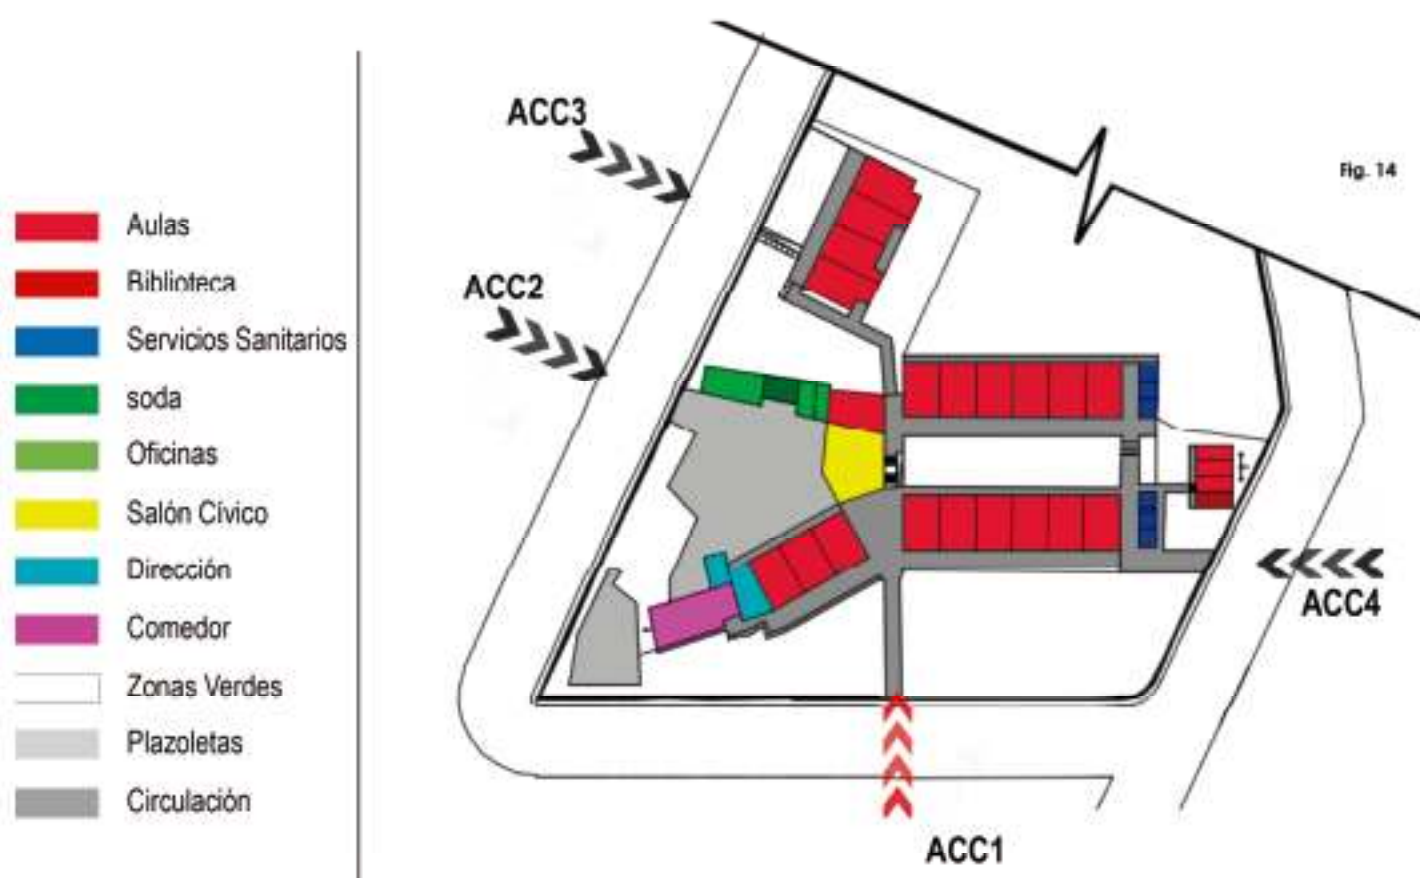 ACC3
Fig. 14
Aulas
Biblioteca
ACC2
Servicios Sanitarios
soda
Oficinas
Salón Cívico
Dirección
ACC4
Comedor
Zonas Verdes
Plazoletas
Circulación
ACC1